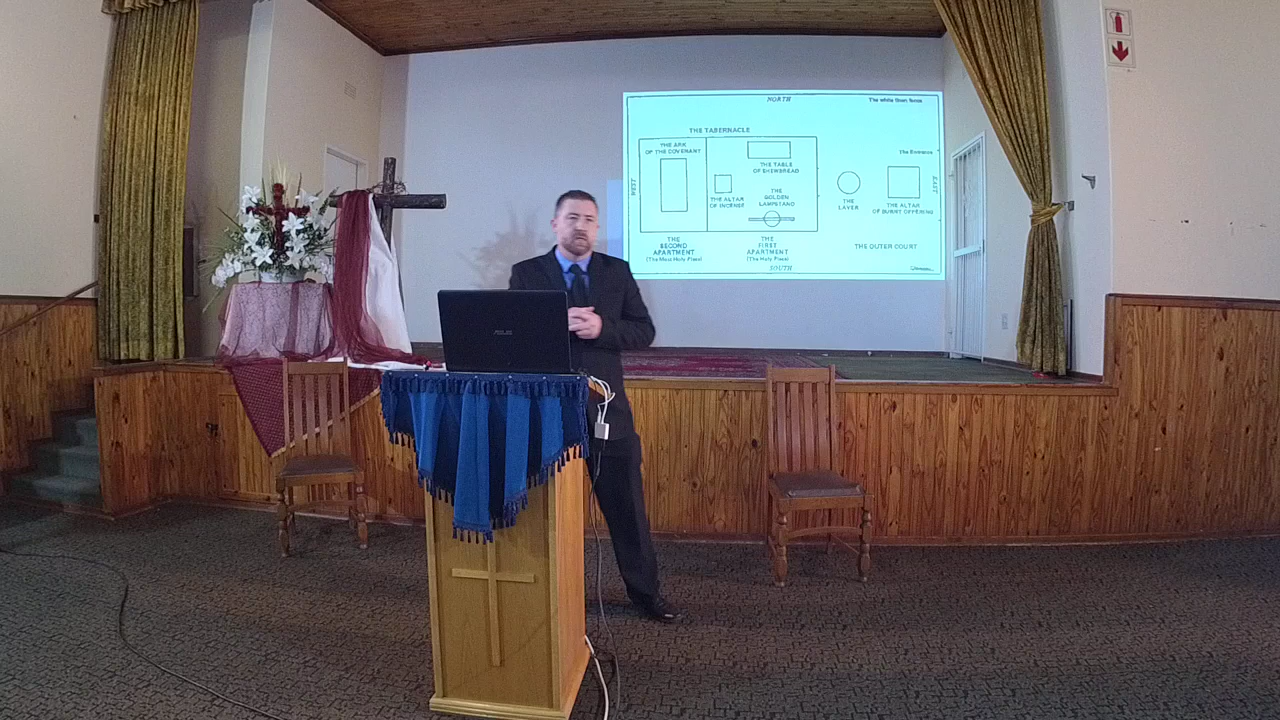 NORTH
The white linen fence
THE TABERNACLE
THE ARK
OF THE COVENANT
THE TABLE
OF SHEWBREAD
The Entrance
WEST
THE ALTAR
OF INCENSE
THE
GOLDEN
LAMPSTAND
THE
LAVER
THE ALTAR
OF BURNT OFFERING
EAST
THE
SECOND
APARTMENT
(The Most Holy Place)
THE
FIRST
APARTMENT
(The Holy Place)
THE OUTER COURT
SOUTH